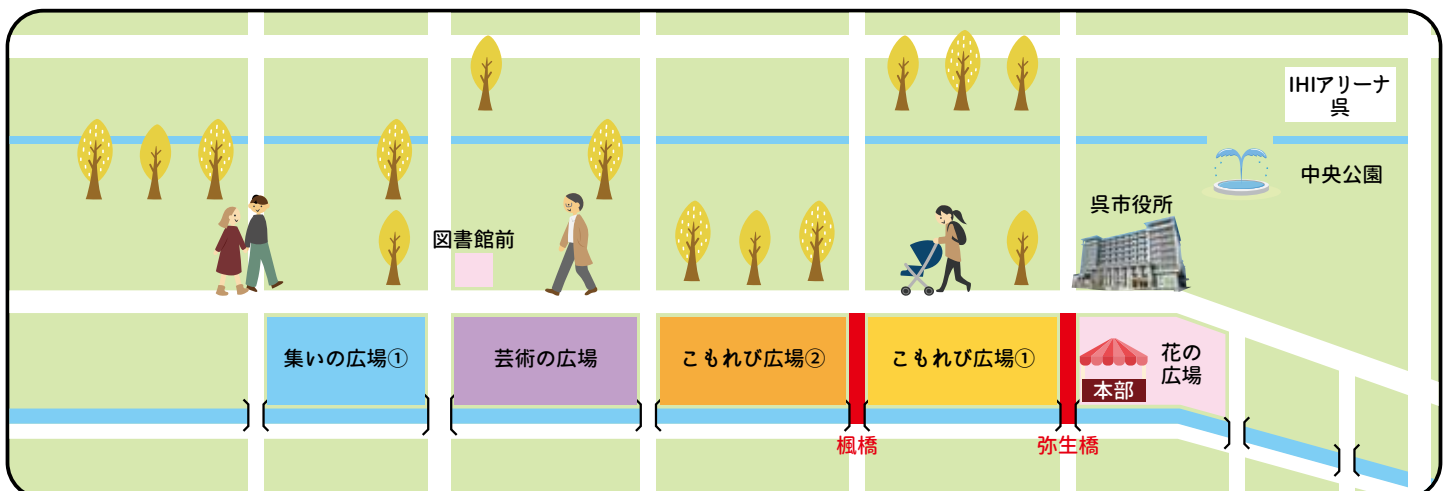 IHIアリーナ
呉
中央公園
呉市役所
図書館前
集いの広場①
芸術の広場
こもれび広場②
こもれび広場①
花の
広場
本部
楓橋
弥生橋